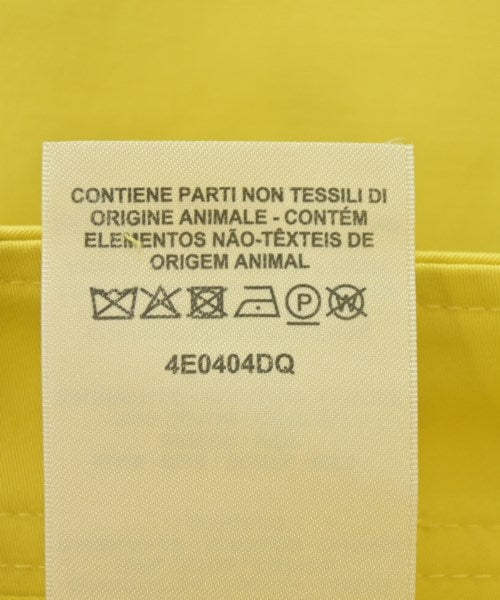 CONTIENE PARTI NON TESSILI DI
ORIGINE ANIMALE - CONTÉM
ELEMENTOS NÃO-TÊXTEIS DE
ORIGEM ANIMAL
P W
4E0404DQ